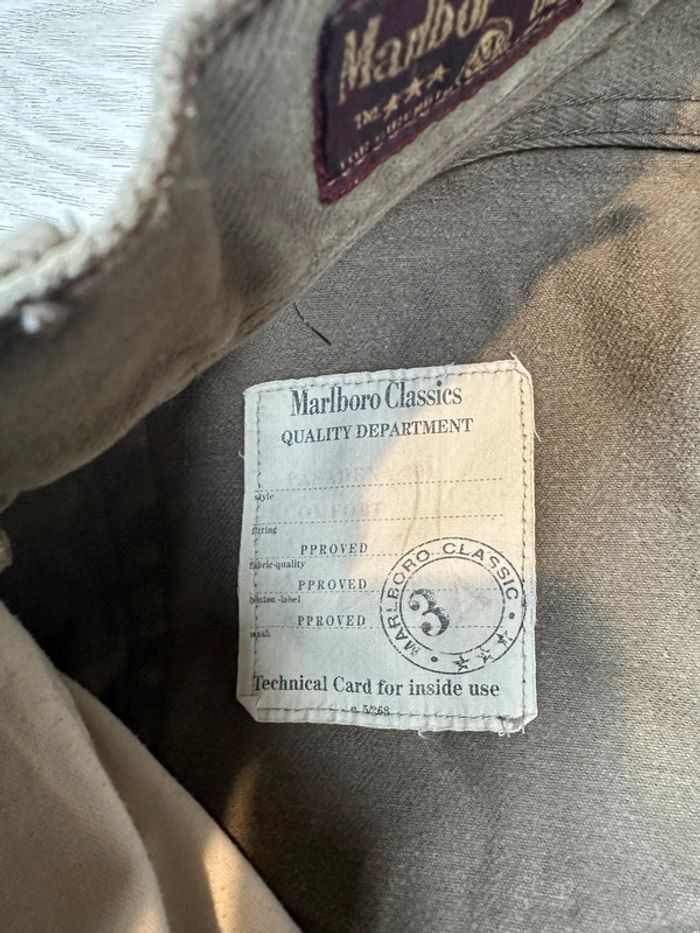 Marlboro Classics
QUALITY DEPARTMENT
style
COMFORT
fitting
PPROVED
fabric-quality
PPROVED
button -label
PPROVED
wash
MARLBORO CLASSIC
3
Technical Card for inside use